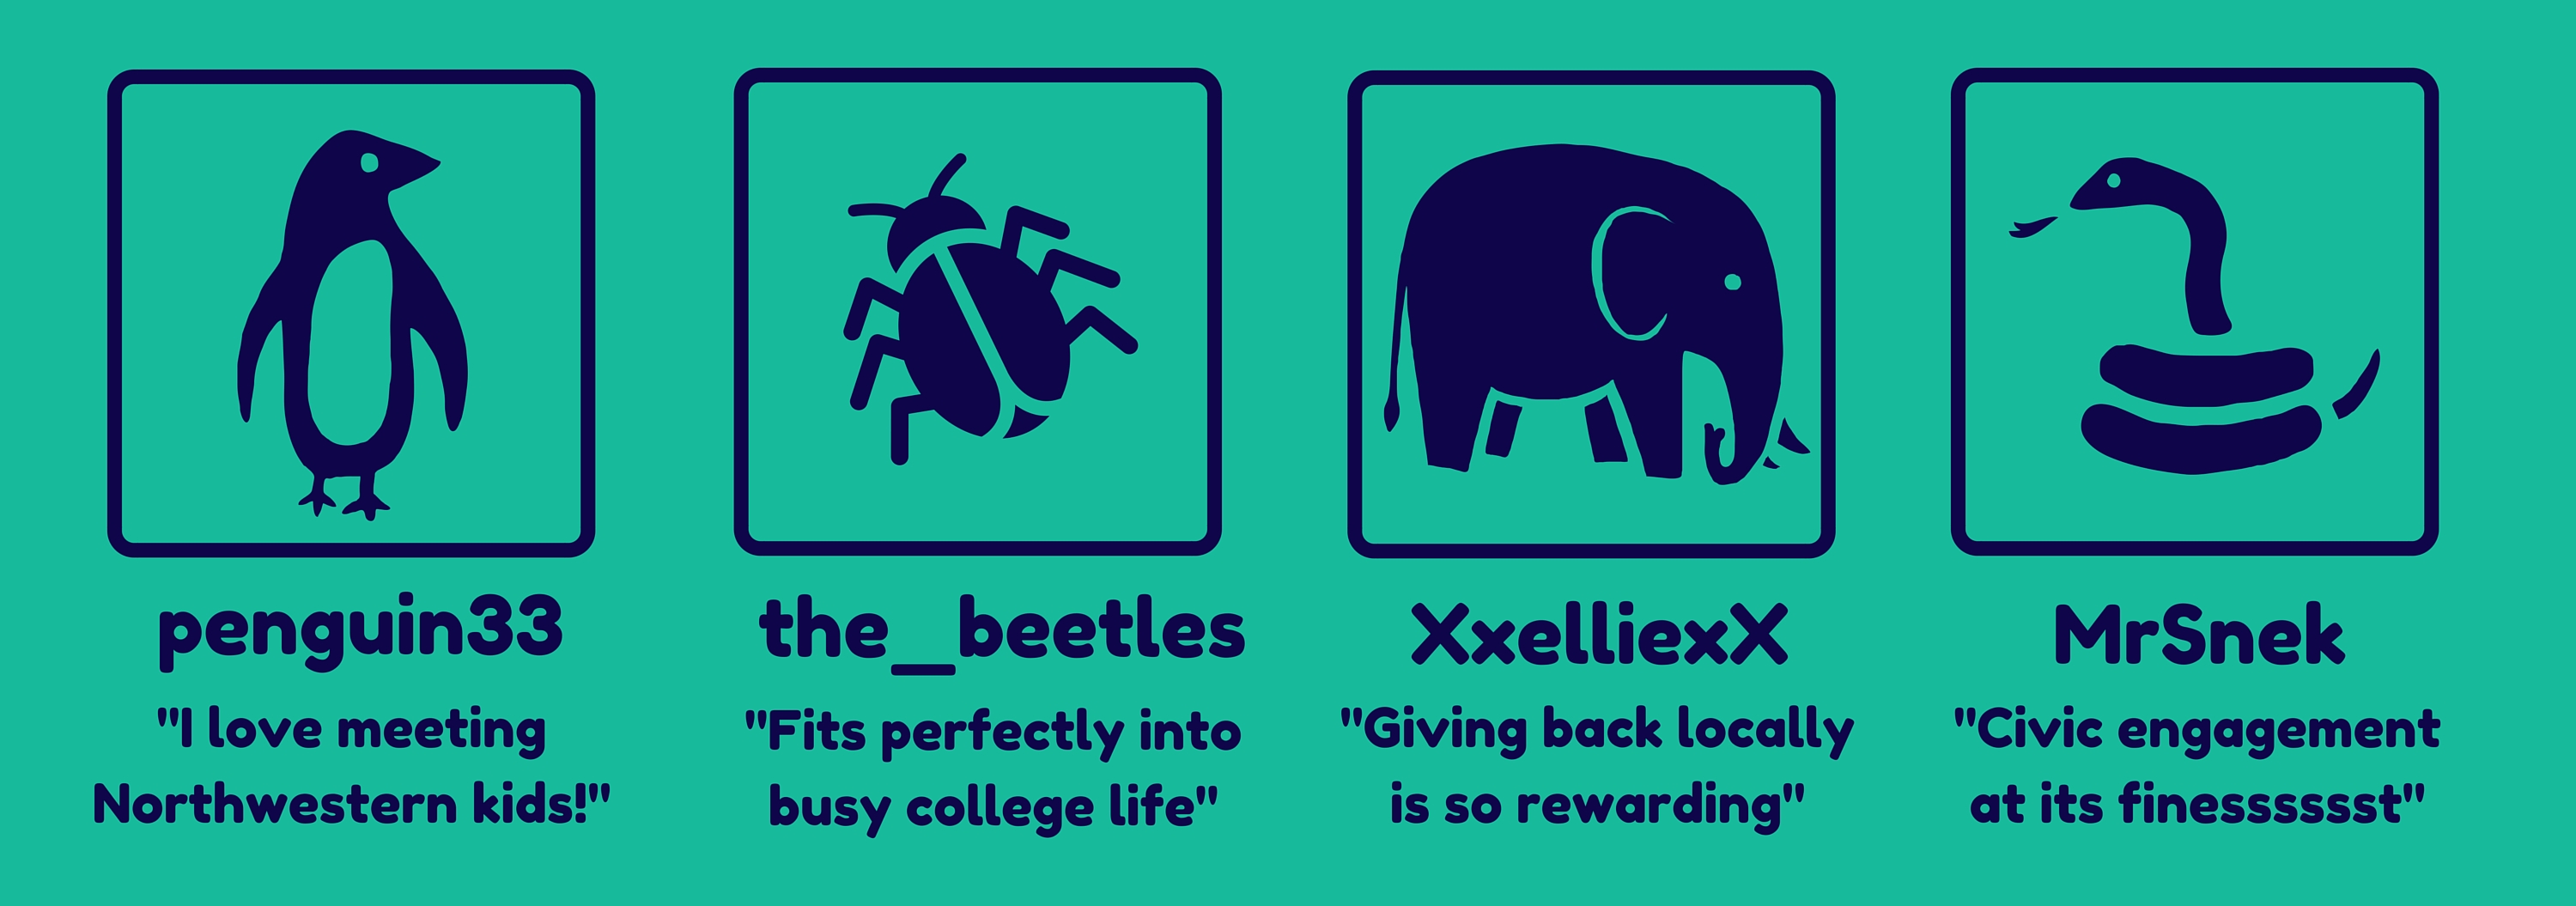 penguin33
"I love meeting
Northwestern kids!"
the_beetles
"Fits perfectly into
busy college life"
XxelliexX
"Giving back locally
is so rewarding"
MrSnek
"Civic engagement
at its finesssssst"